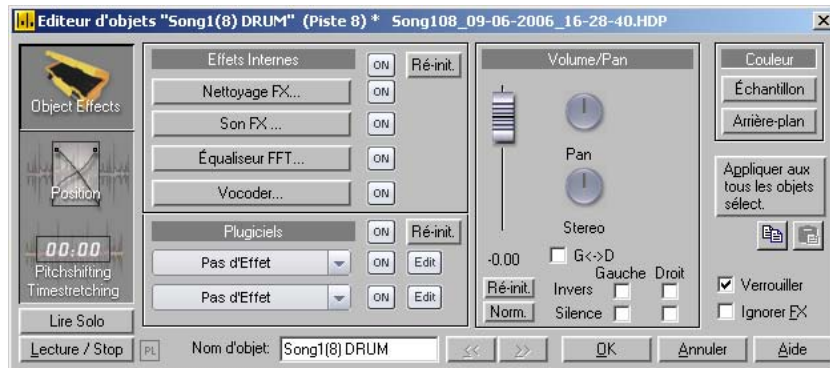 Editeur d'objets "Song1(8) DRUM" (Piste 8) * Song108_09-06-2006_16-28-40.HDP
Object Effects
Position
00:00
Pitchshifting
Timestretching
Lire Solo
Lecture / Stop
PL
Effets Internes
ON
Ré-init.
Nettoyage FX...
ON
Son FX ...
ON
Équaliseur FFT...
ON
Vocoder...
ON
Plugiciels
ON
Ré-init.
Pas d'Effet
ON
Edit
Pas d'Effet
ON
Edit
Nom d'objet:
Song1(8) DRUM
Volume/Pan
Pan
Stereo
-0.00
G<->D
Gauche Droit
Ré-init.
Invers
Norm.
Silence
<<
>>
OK
Annuler
Aide
Couleur
Échantillon
Arrière-plan
Appliquer aux
tous les objets
sélect.
Verrouiller
Ignorer FX